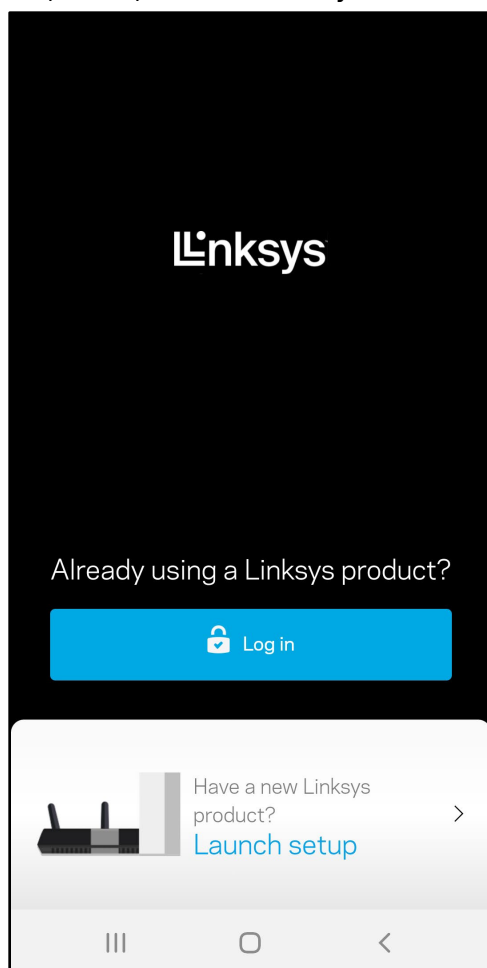 Linksys
Already using a Linksys product?
Log in
Have a new Linksys
product?
Launch setup